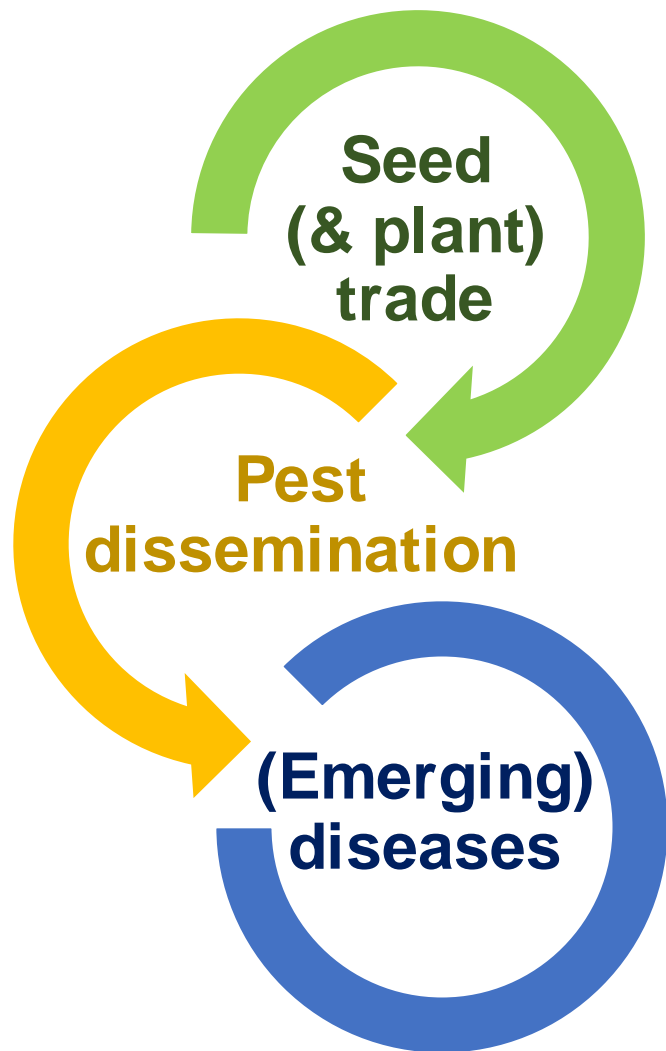 Seed
(& plant)
trade
Pest
dissemination
(Emerging)
diseases